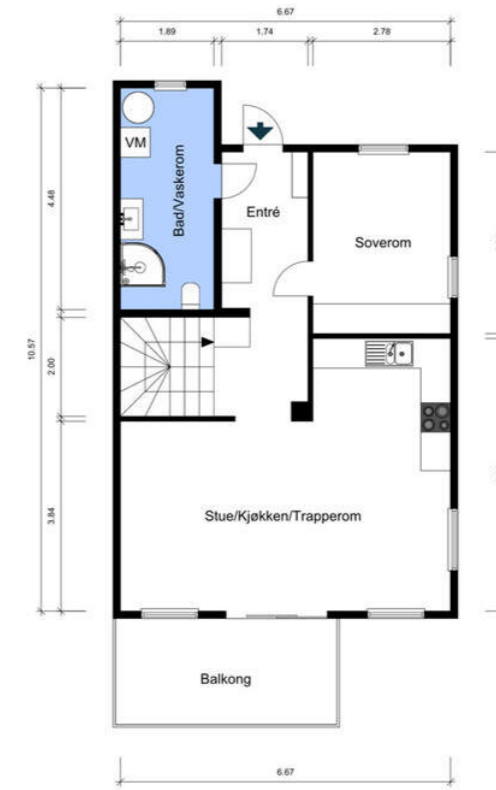 6.67
1.89
1.74
2.78
VM
Bad/Vaskerom
Entré
Soverom
4.48
10.57
2.00
3.84
Stue/Kjøkken/Trapperom
Balkong
6.67